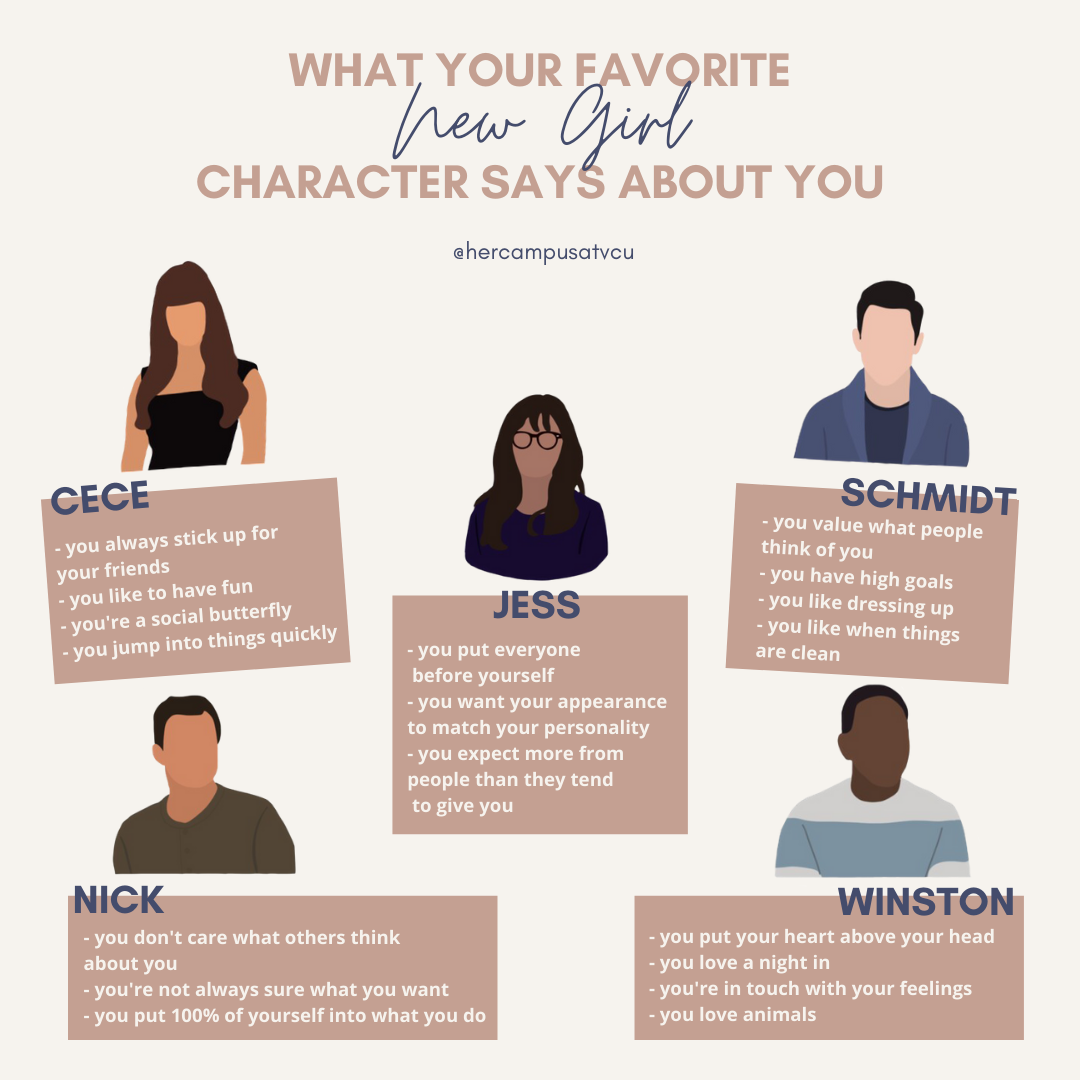 WHAT YOUR FAVORITE
New Girl
CHARACTER SAYS ABOUT YOU
@hercampusatvcu
CECE
- you always stick up for
your friends
- you like to have fun
- you're a social butterfly
- you jump into things quickly
JESS
- you put everyone
before yourself
- you want your appearance
to match your personality
- you expect more from
people than they tend
to give you
SCHMIDT
- you value what people
think of you
- you have high goals
- you like dressing up
- you like when things
are clean
NICK
- you don't care what others think
about you
- you're not always sure what you want
- you put 100% of yourself into what you do
WINSTON
- you put your heart above your head
- you love a night in
- you're in touch with your feelings
- you love animals